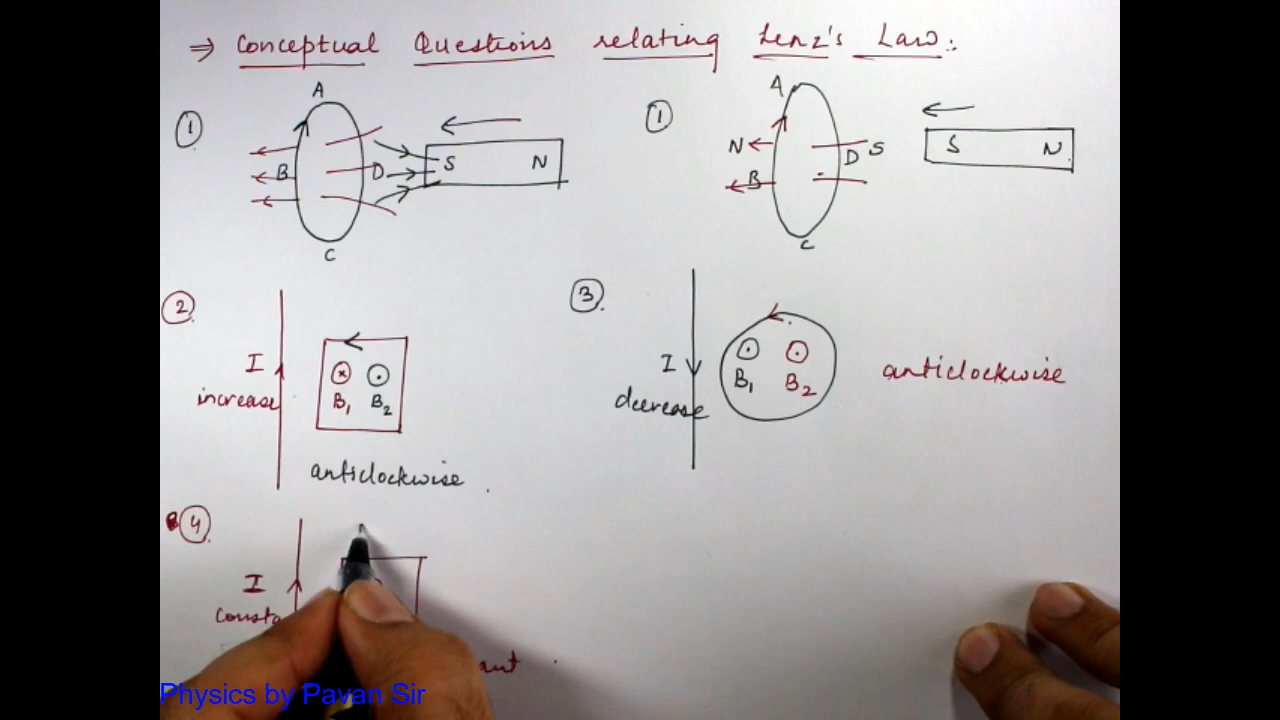 ⇒ Conceptual Questions relating Lenz's Law:
①
A
B
D
S N
C
①
A
N
B
D S
S N
C
②
I
increase
B₁ B₂
anticlockwise
③
I
decrease
B₁ B₂
anticlockwise
④
I
Physics by Pavan Sir